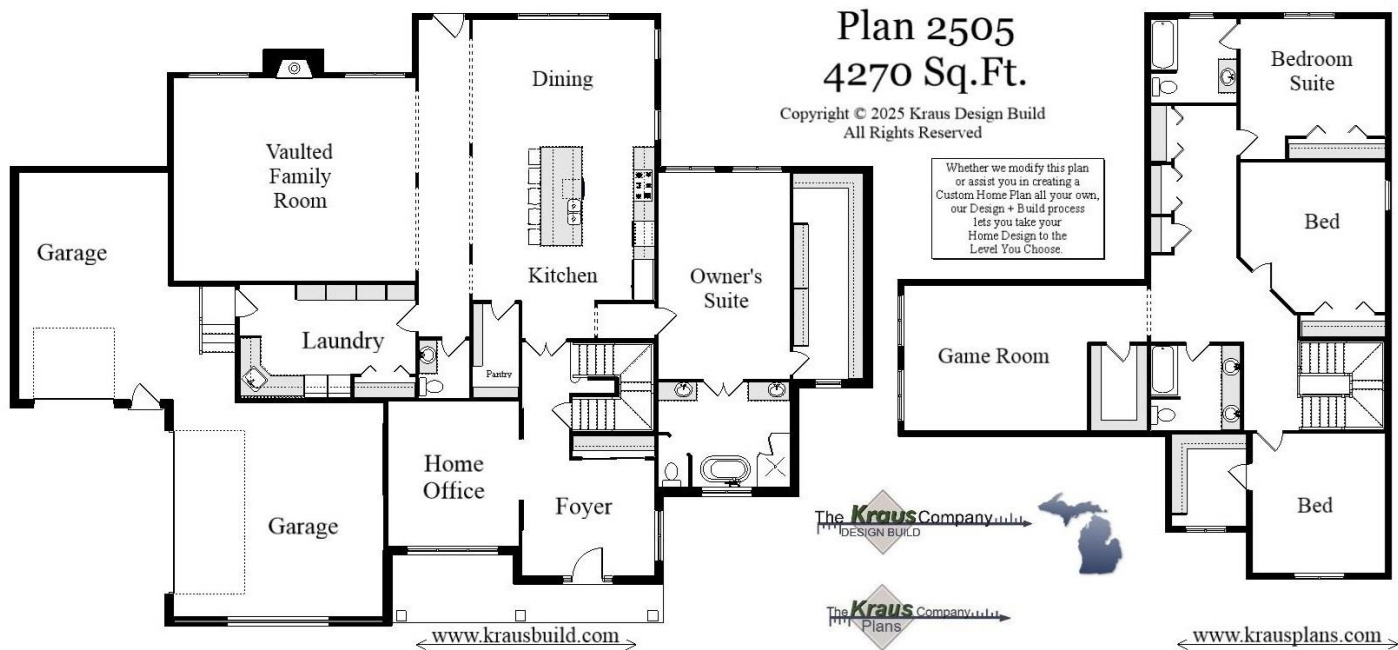 Plan 2505
4270 Sq.Ft.
Copyright © 2025 Kraus Design Build
All Rights Reserved
Whether we modify this plan
or assist you in creating a
Custom Home Plan all your own,
our Design + Build process
lets you take your
Home Design to the
Level You Choose.
Dining
Vaulted
Family
Room
Garage
Kitchen
Owner's
Suite
Laundry
Pantry
Home
Office
Foyer
Garage
Bedroom
Suite
Bed
Game Room
Bed
The Kraus Company
DESIGN BUILD
The Kraus Company
Plans
www.krausbuild.com
www.krausplans.com